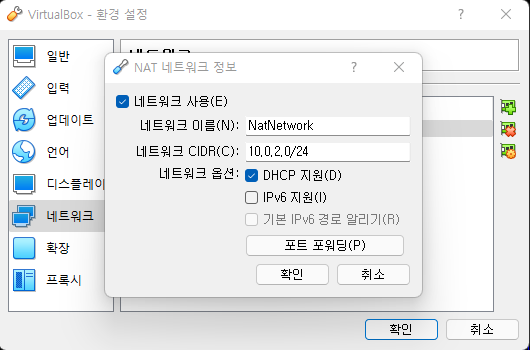 VirtualBox - 환경 설정
일반
입력
업데이트
언어
디스플레이
네트워크
확장
프록시
NAT 네트워크 정보
네트워크 사용(E)
네트워크 이름(N): NatNetwork
네트워크 CIDR(C): 10,0,2,0/24
네트워크 옵션: DHCP 지원(D)
IPv6 지원(I)
기본 IPv6 경로 알리기(R)
포트 포워딩(P)
확인 취소
확인 취소